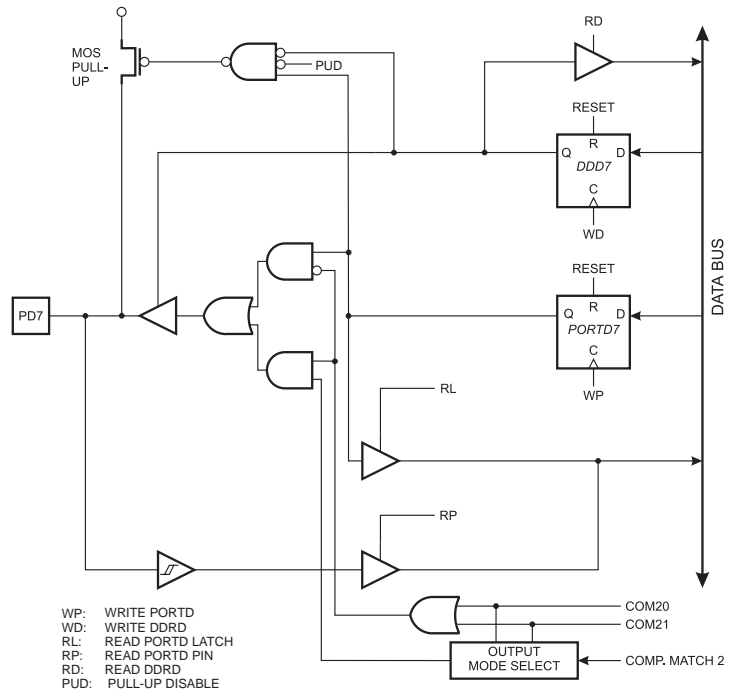 RD
MOS
PULL-
UP
PUD
RESET
R
Q
D
DDD7
C
WD
RESET
R
Q
D
PORTD7
C
WP
DATA BUS
PD7
RL
RP
COM20
COM21
OUTPUT
MODE SELECT
COMP. MATCH 2
WP: WRITE PORTD
WD: WRITE DDRD
RL: READ PORTD LATCH
RP: READ PORTD PIN
RD: READ DDRD
PUD: PULL-UP DISABLE